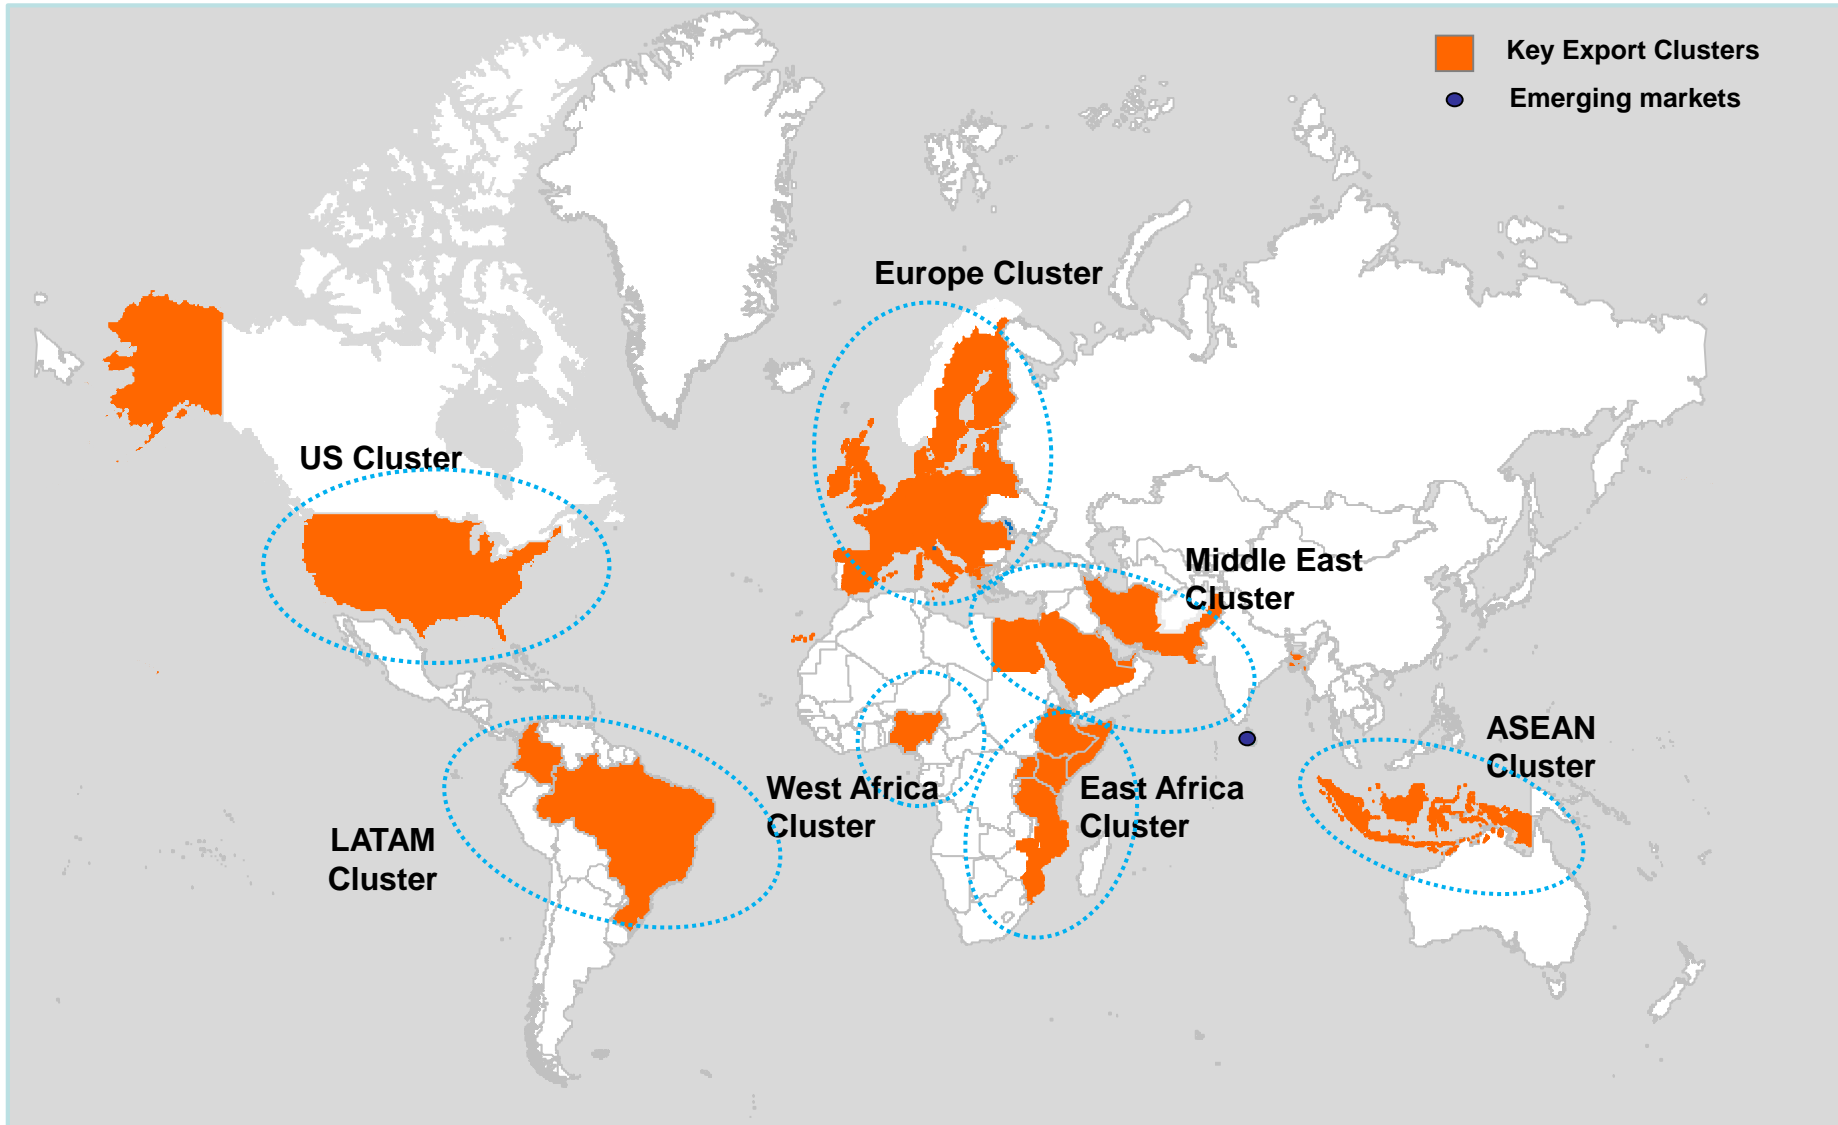 Key Export Clusters
Emerging markets
Europe Cluster
US Cluster
Middle East
Cluster
ASEAN
Cluster
West Africa
Cluster
East Africa
Cluster
LATAM
Cluster